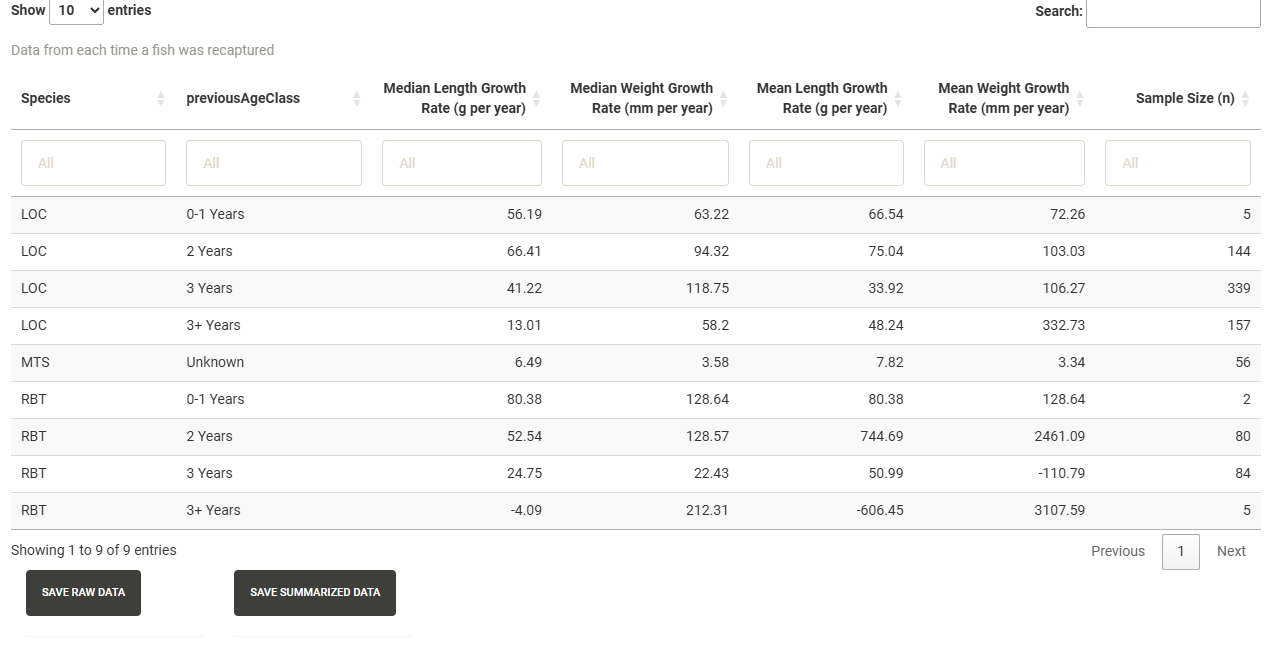 Show 10 entries Search:
Data from each time a fish was recaptured
Species previousAgeClass Median Length Growth Rate (g per year) Median Weight Growth Rate (mm per year) Mean Length Growth Rate (g per year) Mean Weight Growth Rate (mm per year) Sample Size (n)
All All All All All All All
LOC 0-1 Years 56.19 63.22 66.54 72.26 5
LOC 2 Years 66.41 94.32 75.04 103.03 144
LOC 3 Years 41.22 118.75 33.92 106.27 339
LOC 3+ Years 13.01 58.2 48.24 332.73 157
MTS Unknown 6.49 3.58 7.82 3.34 56
RBT 0-1 Years 80.38 128.64 80.38 128.64 2
RBT 2 Years 52.54 128.57 744.69 2461.09 80
RBT 3 Years 24.75 22.43 50.99 -110.79 84
RBT 3+ Years -4.09 212.31 -606.45 3107.59 5
Showing 1 to 9 of 9 entries Previous 1 Next
SAVE RAW DATA SAVE SUMMARIZED DATA